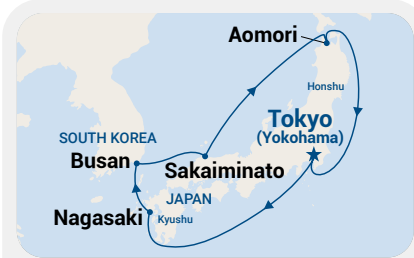 Aomori
Honshu
Tokyo
(Yokohama)
SOUTH KOREA
Busan
Sakaiminato
JAPAN
Nagasaki
Kyushu